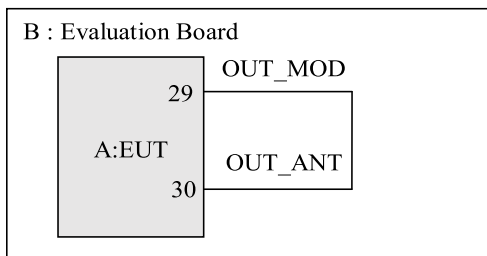 B : Evaluation Board
OUT_MOD
29
A:EUT
OUT_ANT
30